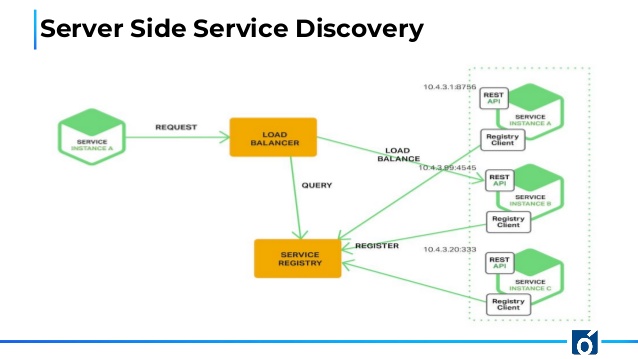 Server Side Service Discovery
SERVICE
INSTANCE A
REQUEST
LOAD
BALANCER
QUERY
SERVICE
REGISTRY
LOAD
BALANCE
REGISTER
10.4.3.1:8756
REST
API
SERVICE
INSTANCE A
Registry
Client
10.4.3.99:4545
REST
API
SERVICE
INSTANCE B
Registry
Client
10.4.3.20:333
REST
API
SERVICE
INSTANCE C
Registry
Client